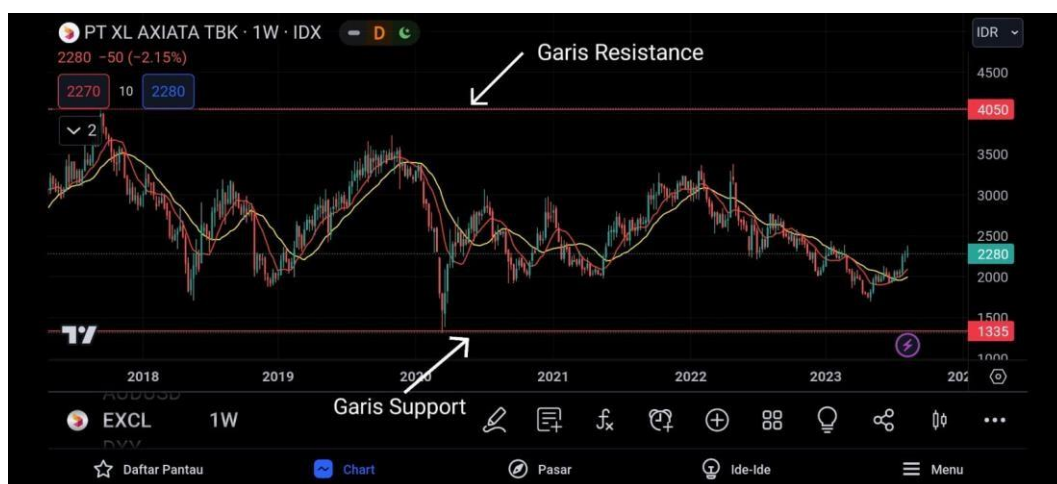 PT XL AXIATA TBK · 1W · IDX
D
IDR
2280 -50 (-2.15%)
Garis Resistance
2270 10 2280
4500
4050
2
3500
3000
2500
2280
2000
1500
1335
1000
2018 2019 2020 2021 2022 2023 202
Garis Support
AUDUSD
EXCL 1W
DXY
Daftar Pantau Chart Pasar Ide-Ide Menu